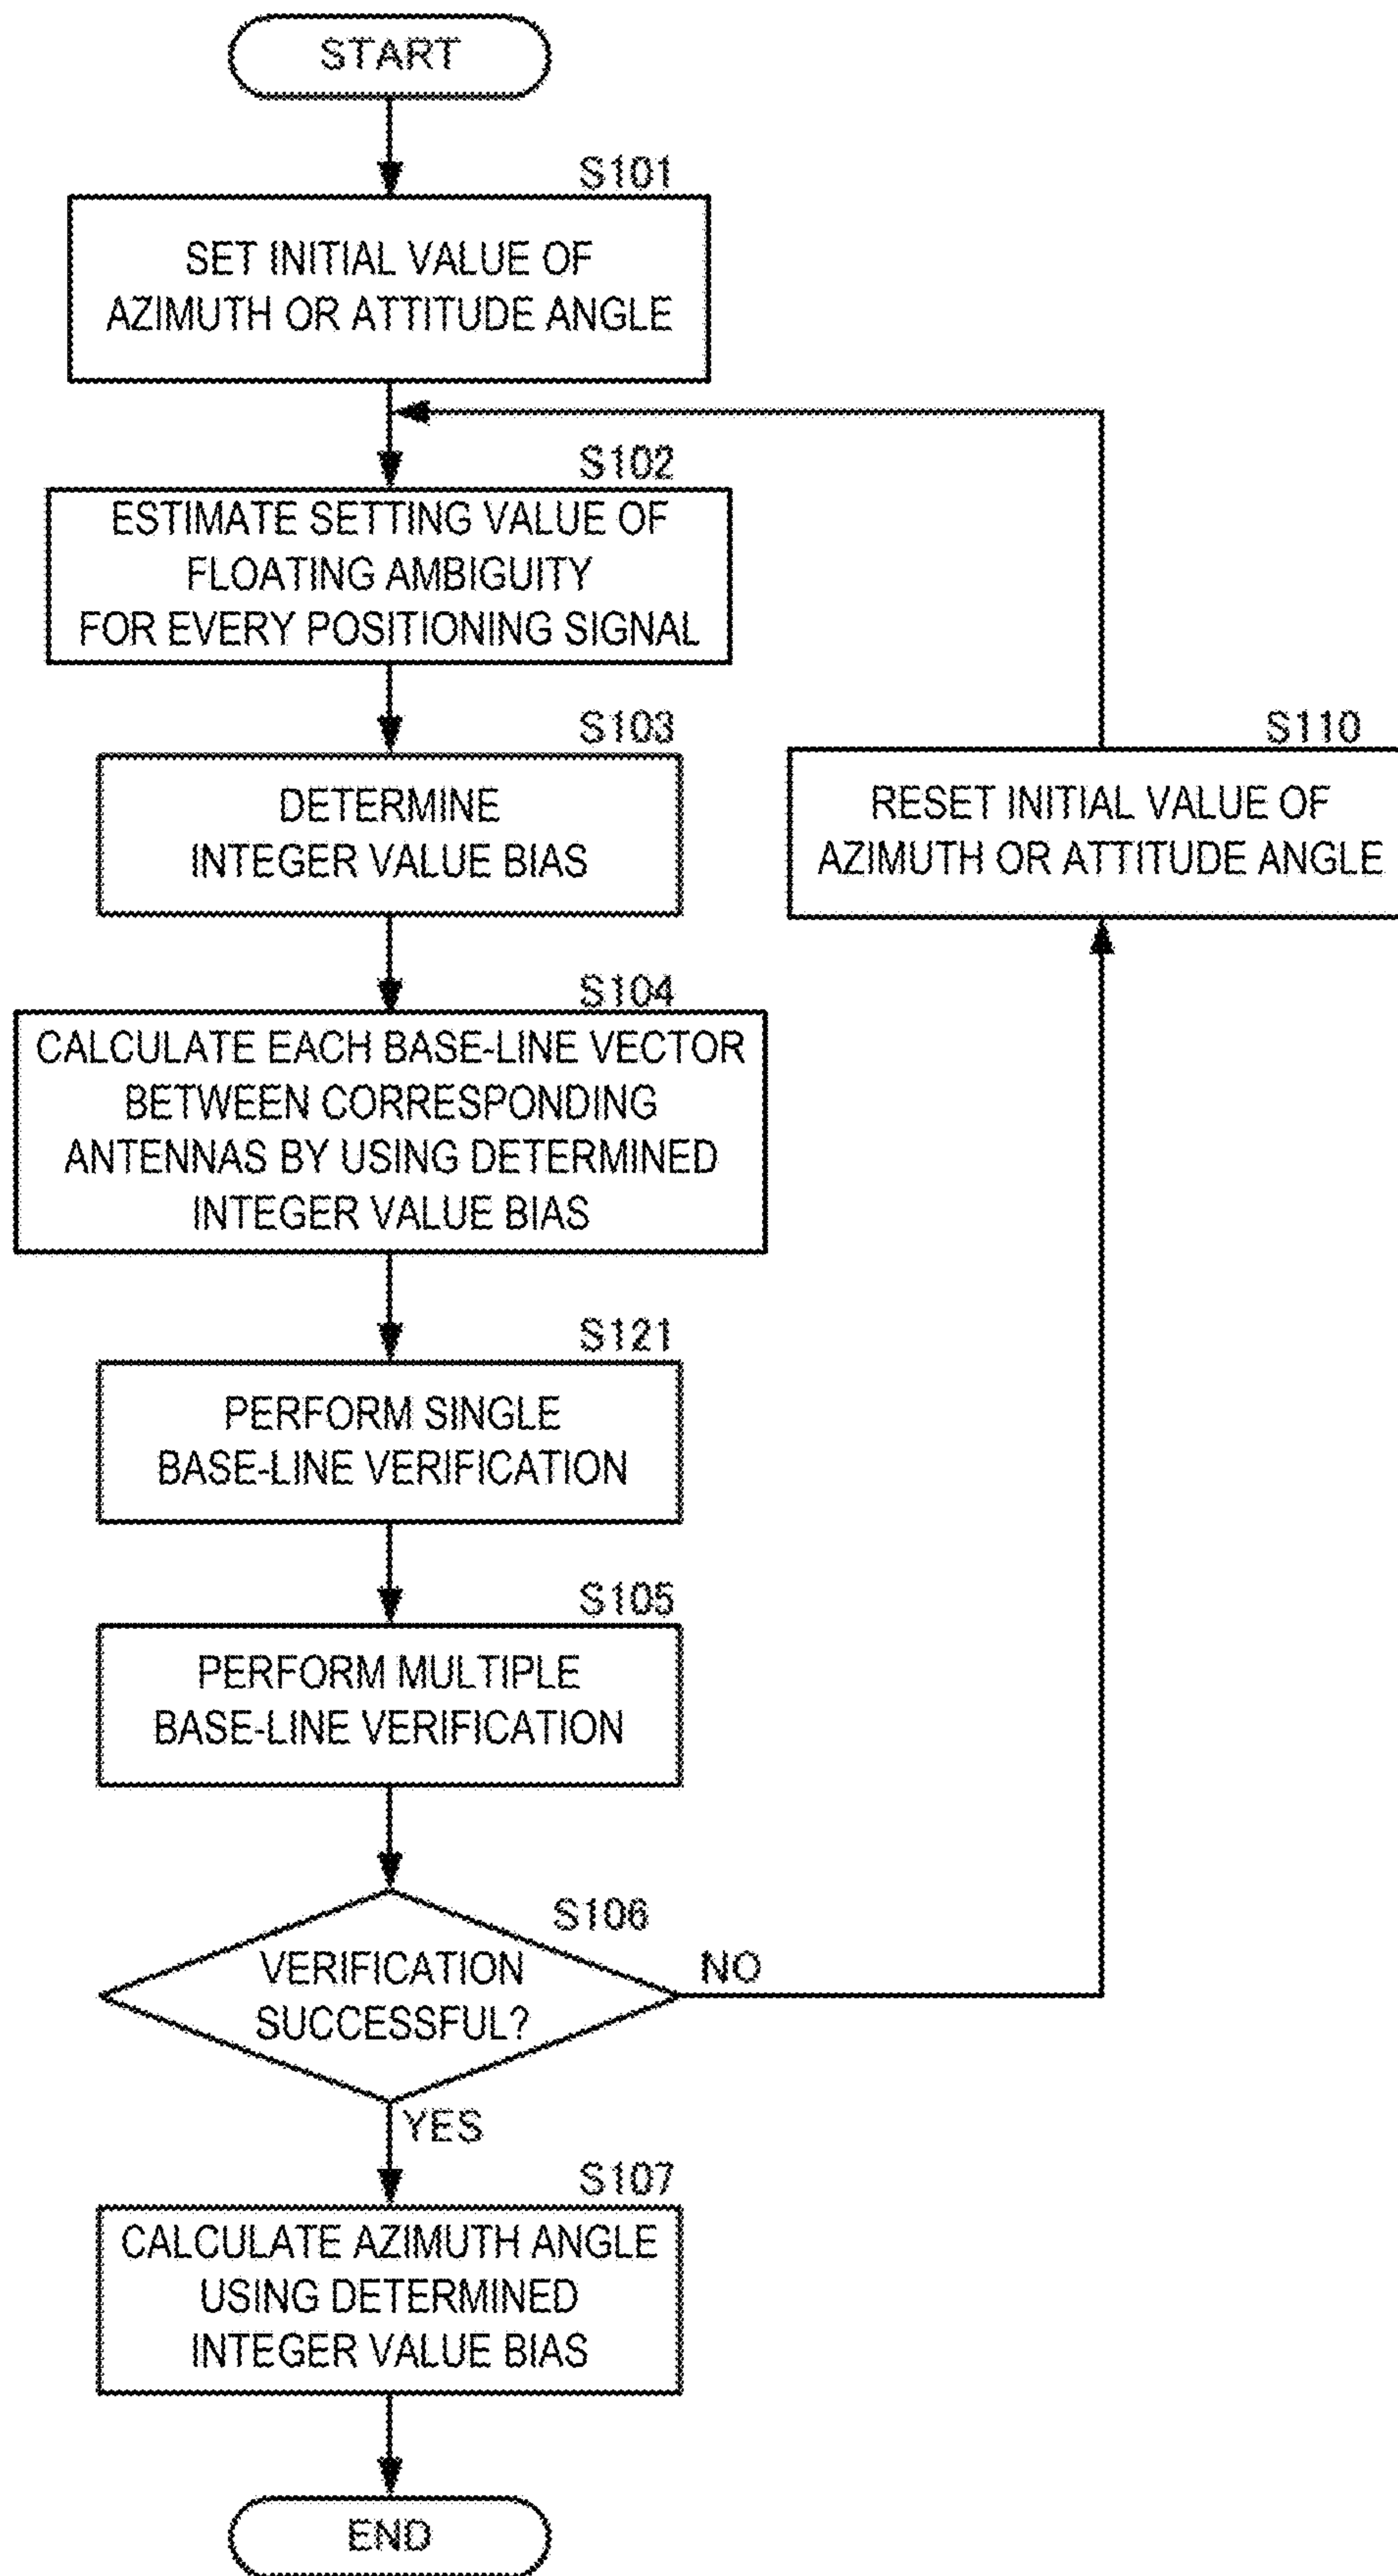 START
S101
SET INITIAL VALUE OF
AZIMUTH OR ATTITUDE ANGLE
S102
ESTIMATE SETTING VALUE OF
FLOATING AMBIGUITY
FOR EVERY POSITIONING SIGNAL
S103
DETERMINE
INTEGER VALUE BIAS
S110
RESET INITIAL VALUE OF
AZIMUTH OR ATTITUDE ANGLE
S104
CALCULATE EACH BASE-LINE VECTOR
BETWEEN CORRESPONDING
ANTENNAS BY USING DETERMINED
INTEGER VALUE BIAS
S121
PERFORM SINGLE
BASE-LINE VERIFICATION
S105
PERFORM MULTIPLE
BASE-LINE VERIFICATION
S106
VERIFICATION
SUCCESSFUL?
NO
YES
S107
CALCULATE AZIMUTH ANGLE
USING DETERMINED
INTEGER VALUE BIAS
END